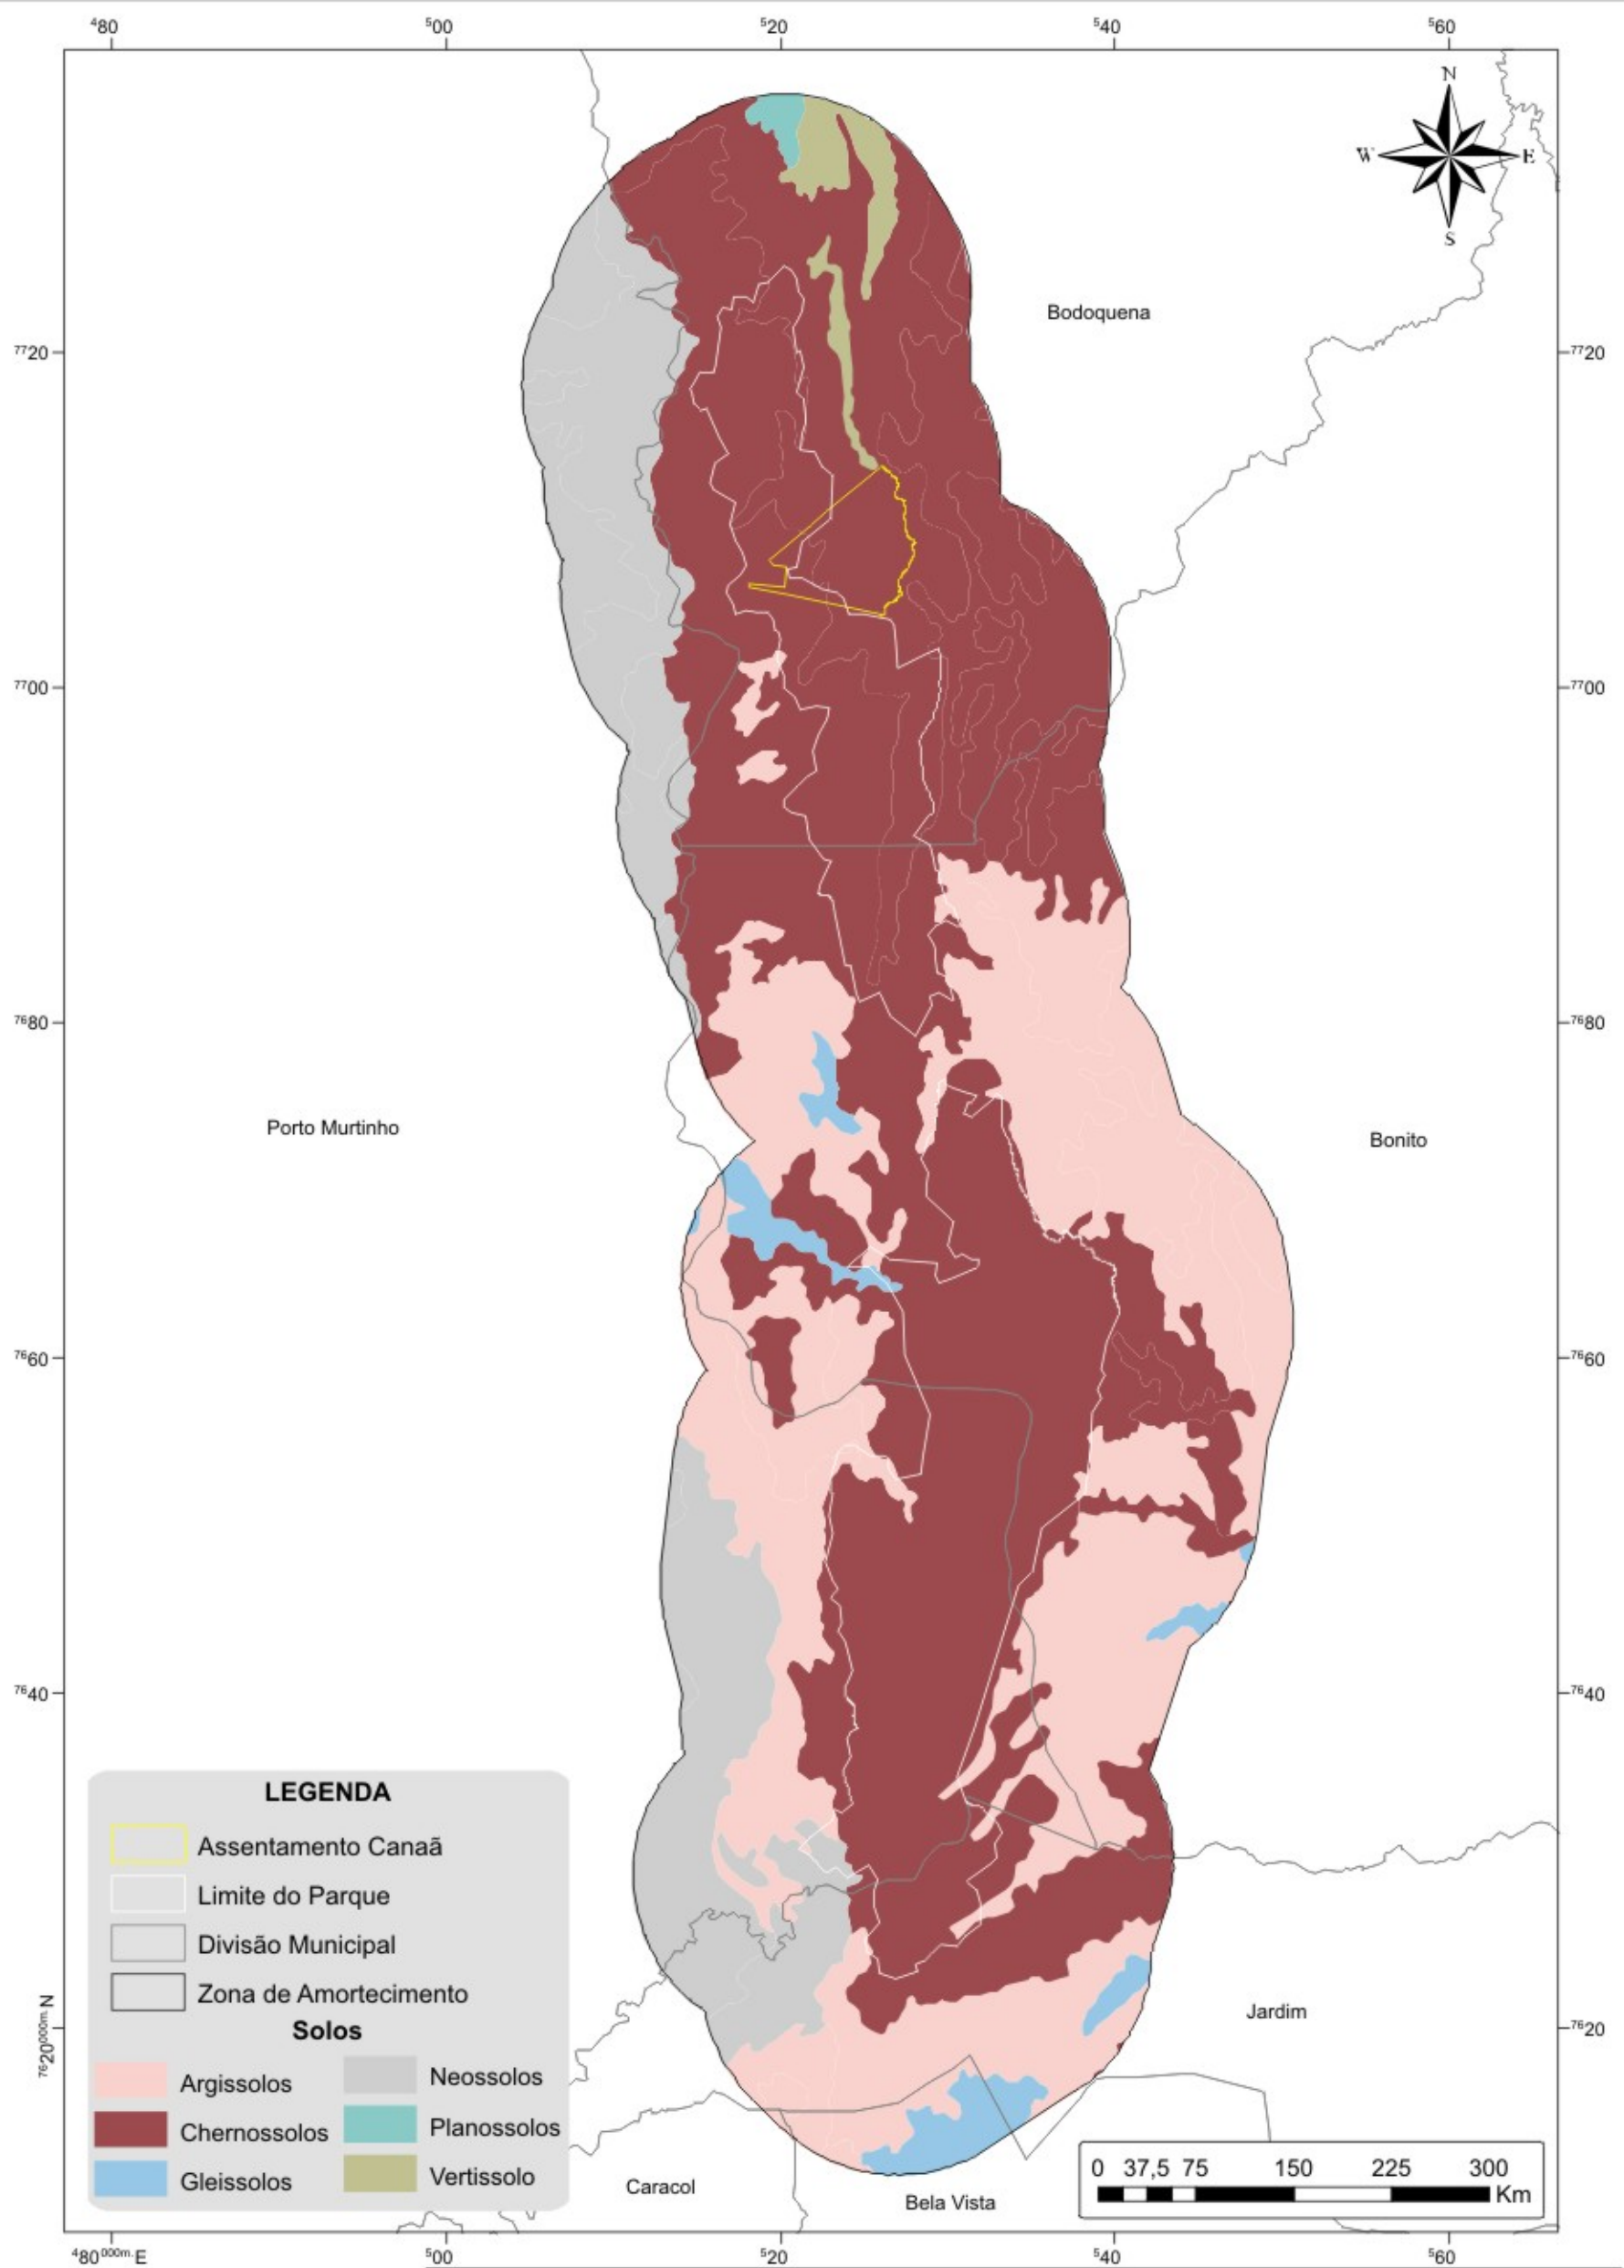 480 500 520 540 560
N
W E
S
Bodoquena
7720 7720
7700 7700
7680 7680
Porto Murtinho
Bonito
7660 7660
7640 7640
LEGENDA
Assentamento Canaã
Limite do Parque
Divisão Municipal
Zona de Amortecimento
Solos
Argissolos
Chernossolos
Gleissolos
Neossolos
Planossolos
Vertissolo
7620000m. N
Jardim
7620
Caracol
Bela Vista
0 37,5 75 150 225 300
Km
480000m. E 500 520 540 560